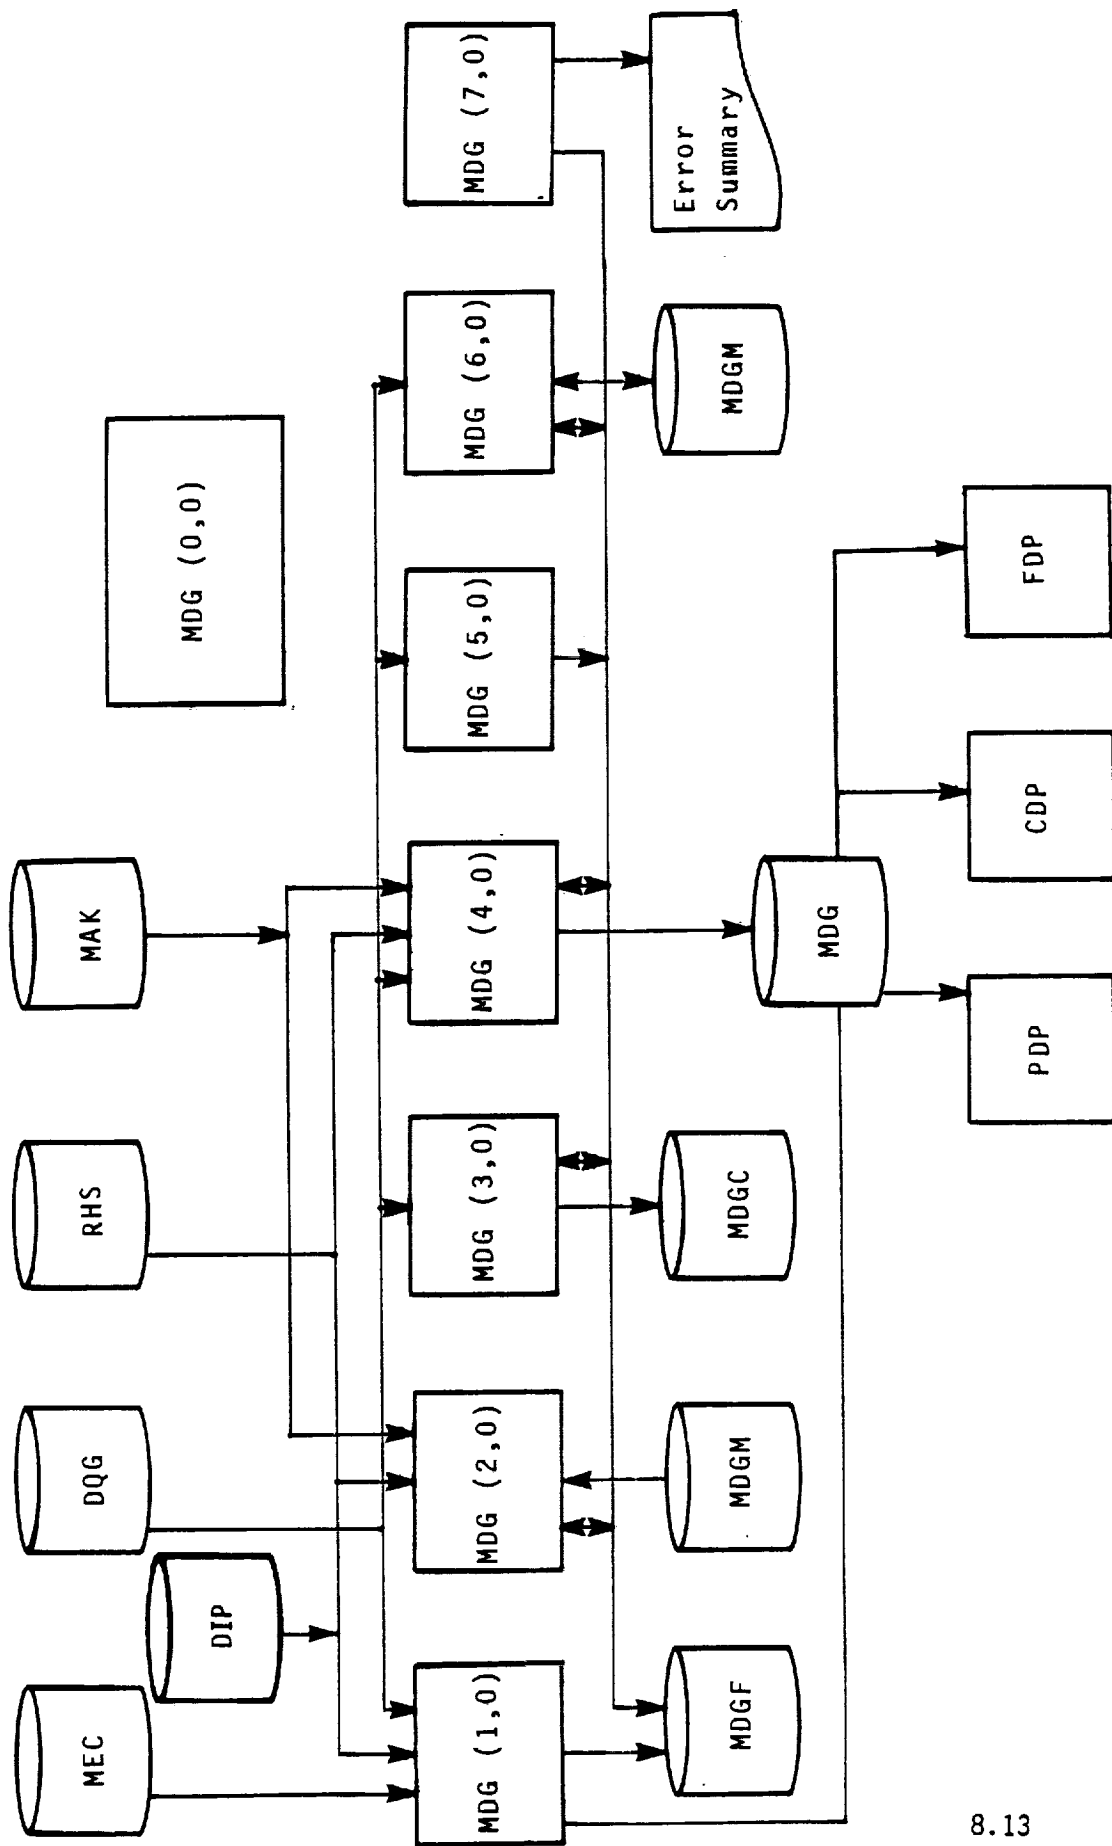 MEC
DIP
DQG
RHS
MAK
MDG (0,0)
MDG (1,0)
MDG (2,0)
MDG (3,0)
MDG (4,0)
MDG (5,0)
MDG (6,0)
MDG (7,0)
MDGF
MDGM
MDGC
MDG
MDGM
Error
Summary
PDP
CDP
FDP
8.13